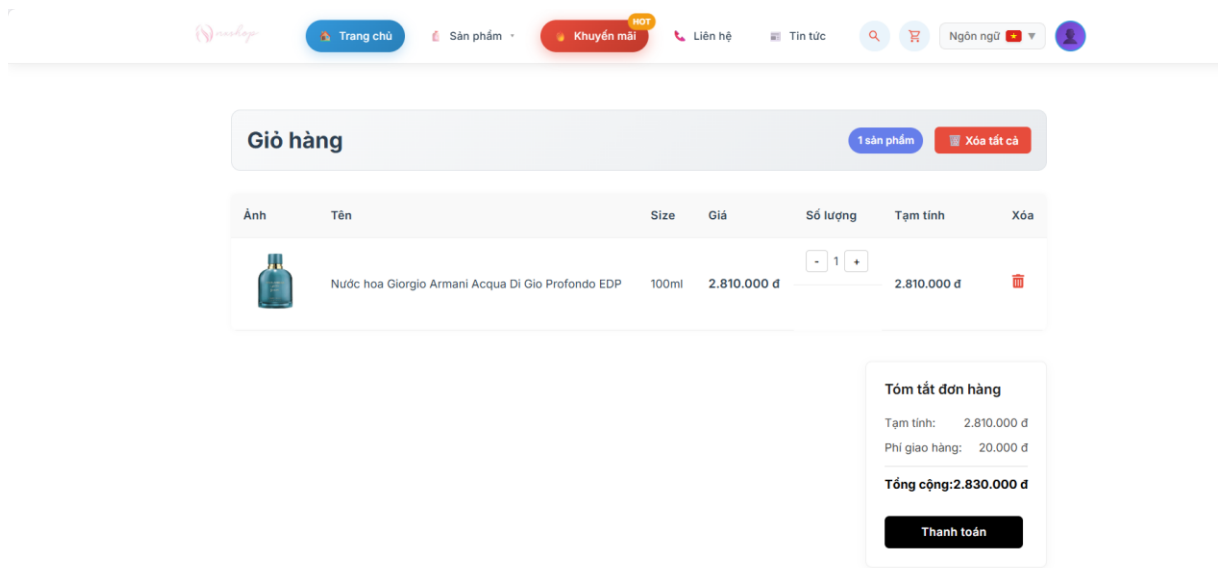 Trang chủ
Sản phẩm
HOT
Khuyến mãi
Liên hệ
Tin tức
Ngôn ngữ
Giỏ hàng
1 sản phẩm
Xóa tất cả
Ảnh Tên Size Giá Số lượng Tạm tính Xóa
Nước hoa Giorgio Armani Acqua Di Gio Profondo EDP 100ml 2.810.000 đ - 1 + 2.810.000 đ
Tóm tắt đơn hàng
Tạm tính: 2.810.000 đ
Phí giao hàng: 20.000 đ
Tổng cộng:2.830.000 đ
Thanh toán